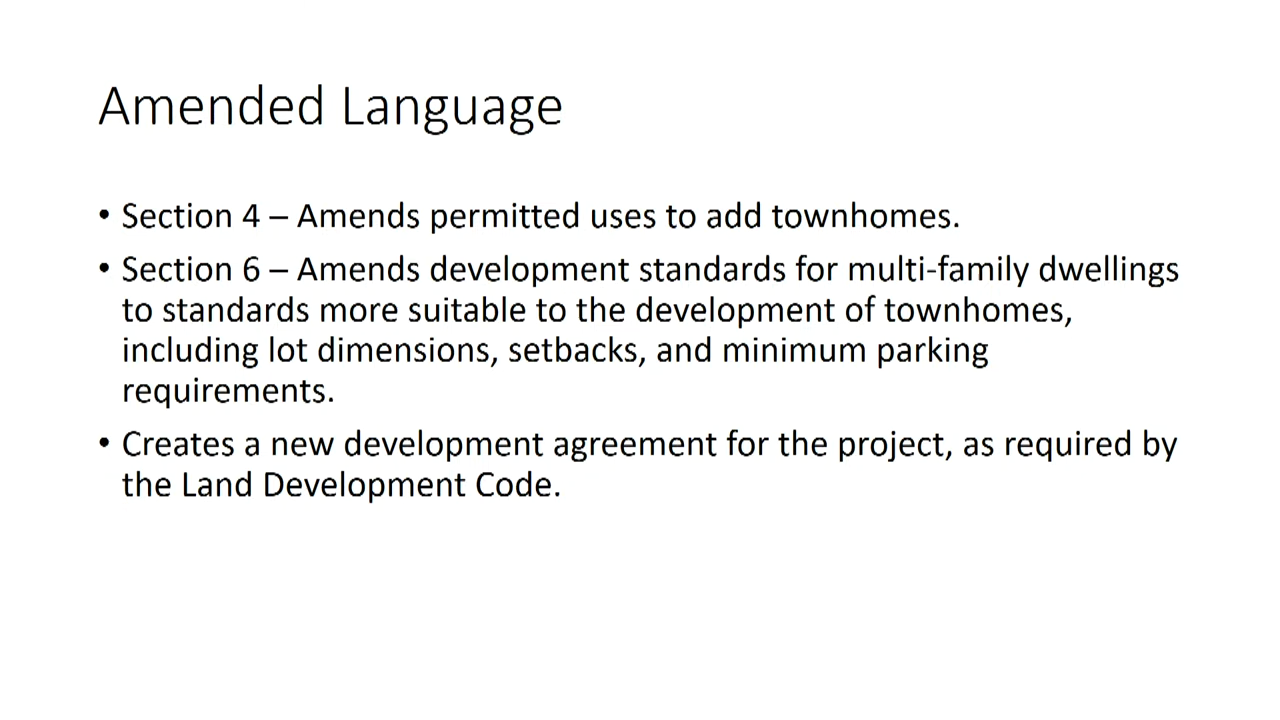 Amended Language
• Section 4 – Amends permitted uses to add townhomes.
• Section 6 – Amends development standards for multi-family dwellings
to standards more suitable to the development of townhomes,
including lot dimensions, setbacks, and minimum parking
requirements.
• Creates a new development agreement for the project, as required by
the Land Development Code.